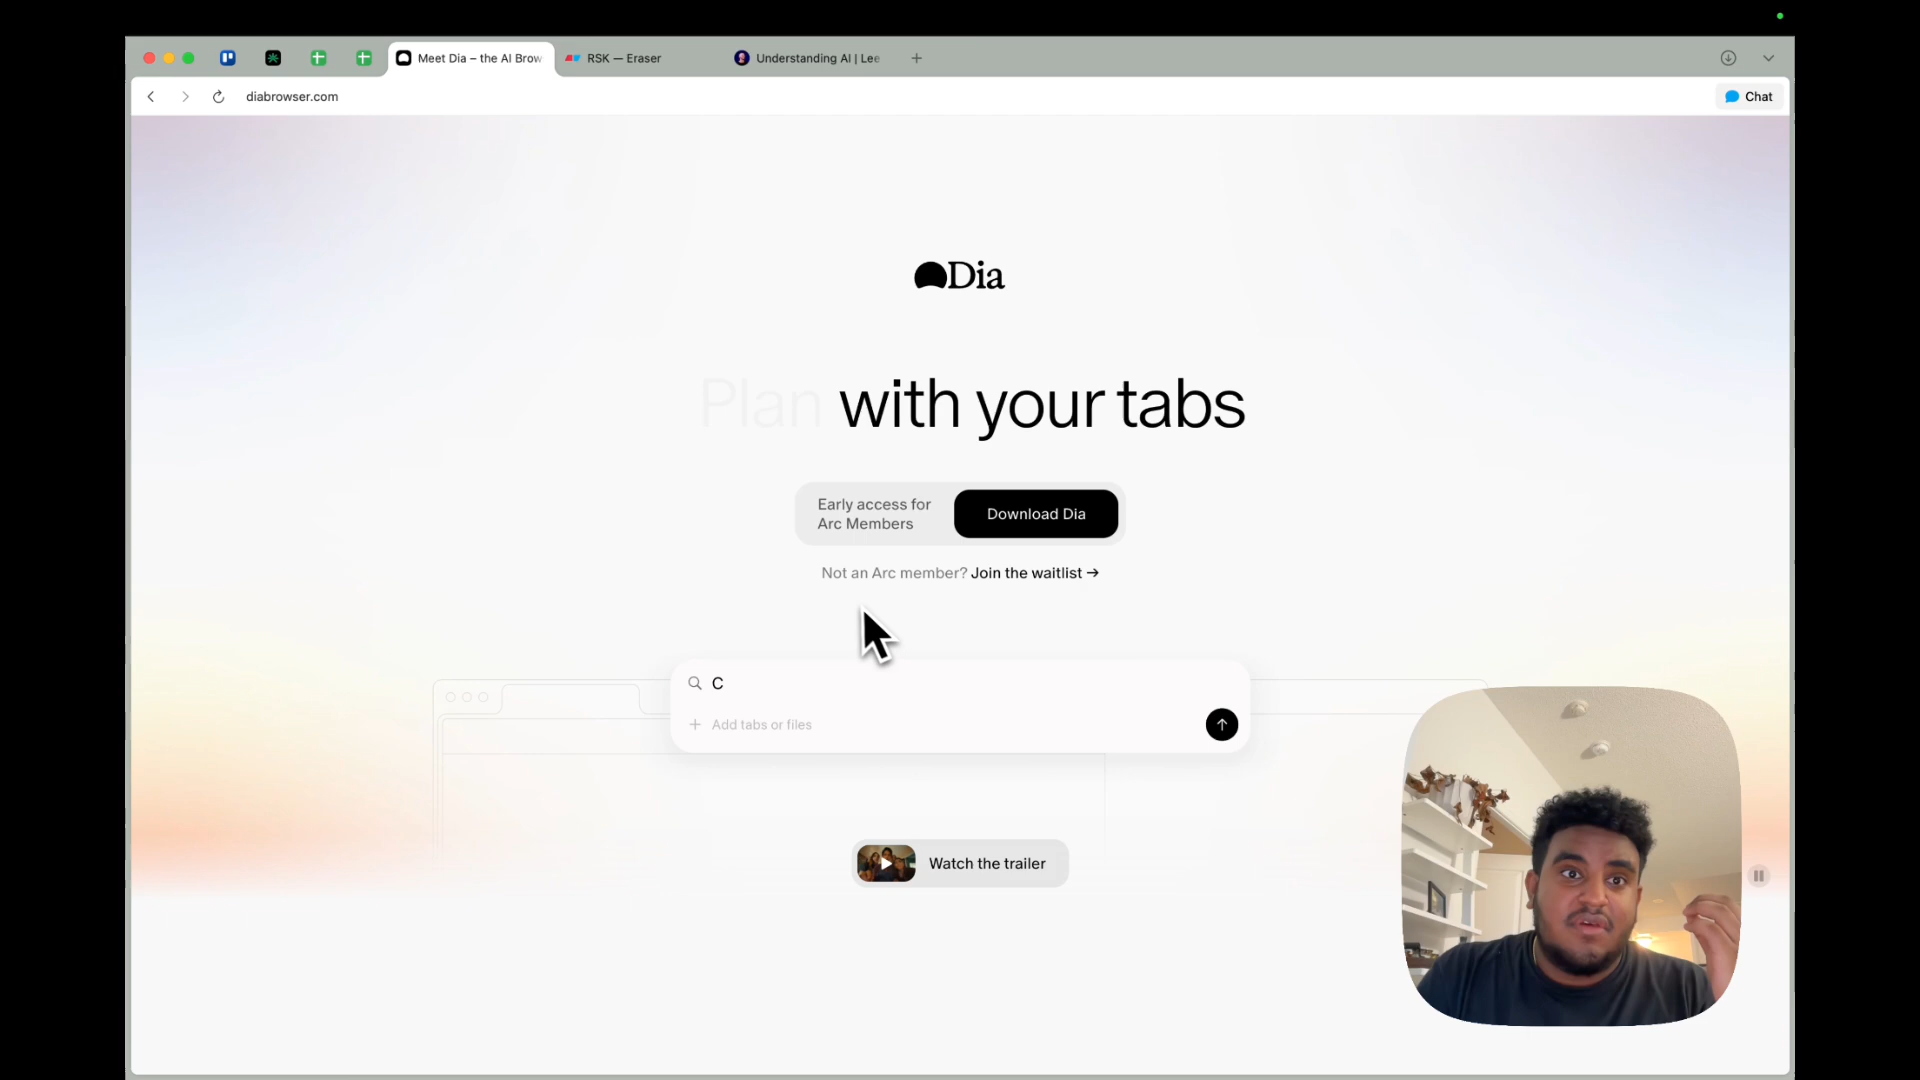 Meet Dia – the AI Brow
RSK — Eraser
Understanding AI | Lee
diabrowser.com
Chat
Dia
Plan with your tabs
Early access for
Arc Members
Download Dia
Not an Arc member? Join the waitlist →
C
Add tabs or files
Watch the trailer